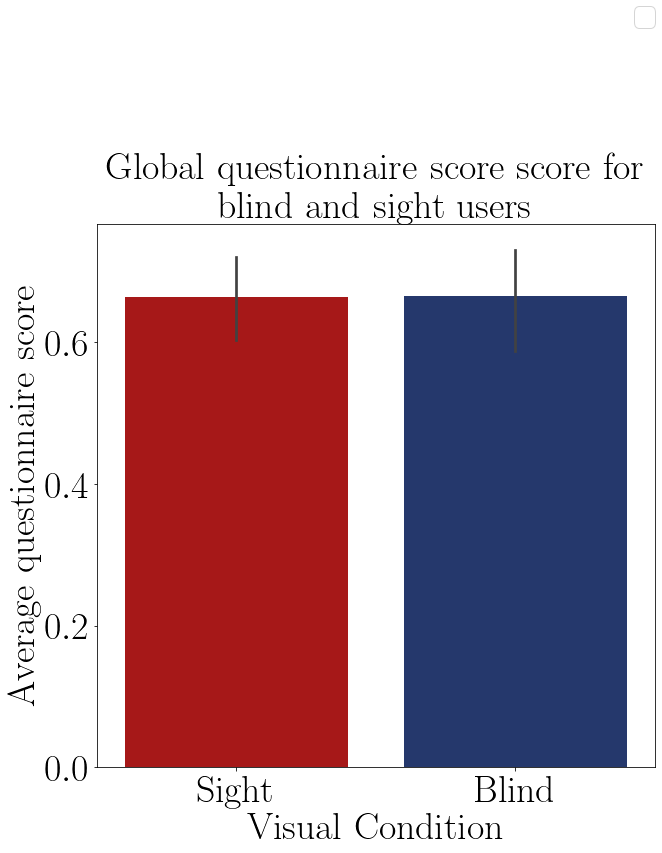 Global questionnaire score score for
blind and sight users
Average questionnaire score
0.6
0.4
0.2
0.0
Sight
Blind
Visual Condition